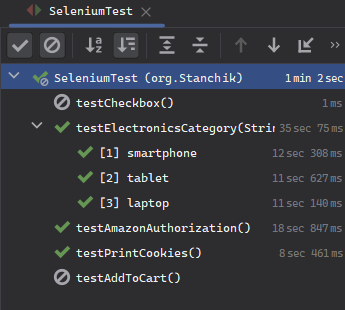 SeleniumTest
SeleniumTest (org.Stanchik) 1 min 2 sec
testCheckbox() 1 ms
testElectronicsCategory(Strin 35 sec 75 ms
[1] smartphone 12 sec 308 ms
[2] tablet 11 sec 627 ms
[3] laptop 11 sec 140 ms
testAmazonAuthorization() 18 sec 847 ms
testPrintCookies() 8 sec 461 ms
testAddToCart()